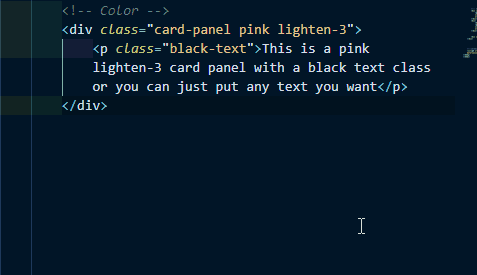 <!-- Color -->
<div class="card-panel pink lighten-3">
<p class="black-text">This is a pink
lighten-3 card panel with a black text class
or you can just put any text you want</p>
</div>